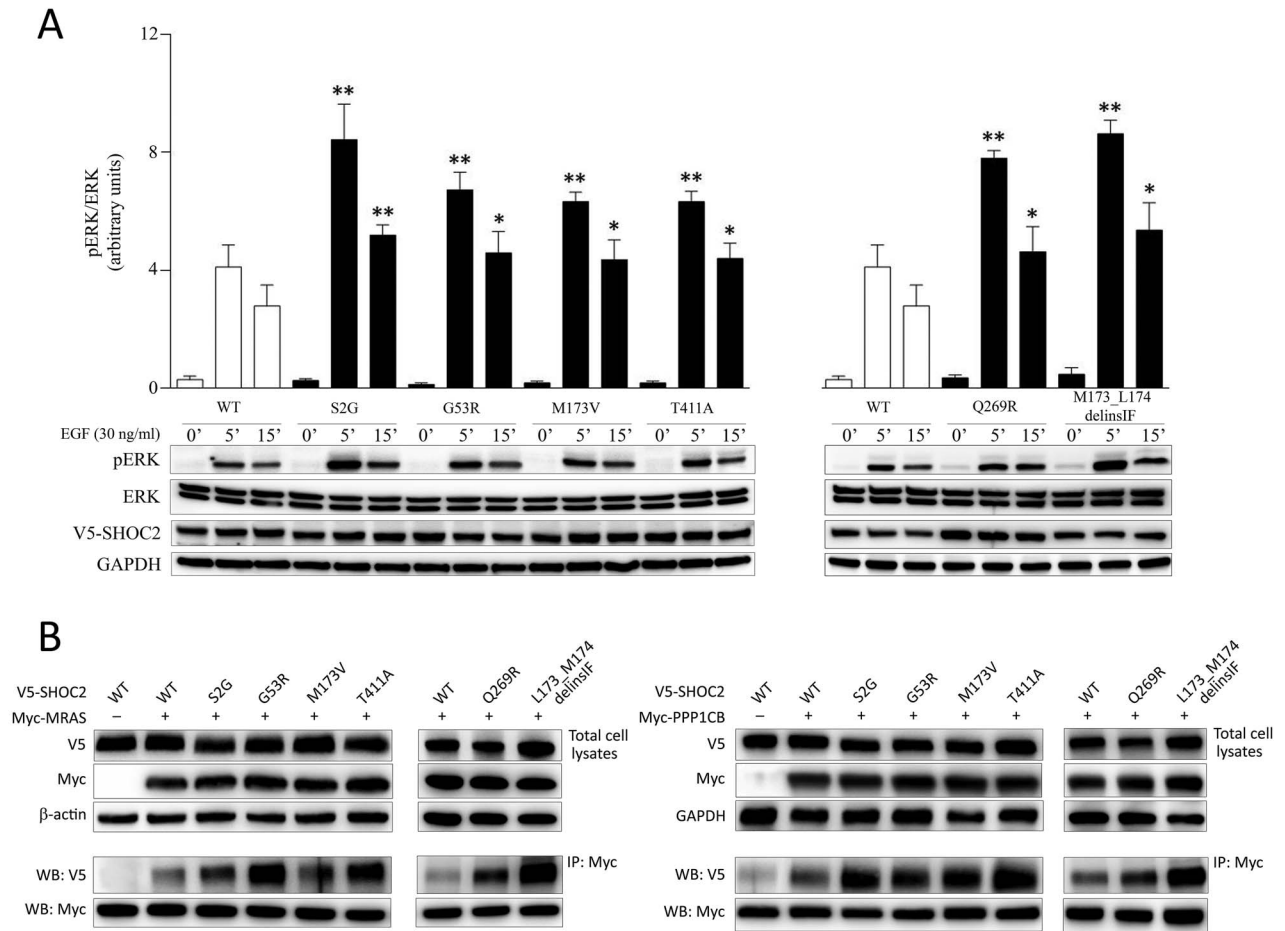 A
12
8
4
0
pERK/ERK
(arbitrary units)
** ** ** * ** * ** *
** * ** *
WT S2G G53R M173V T411A
WT Q269R M173_L174
delinsIF
EGF (30 ng/ml) 0’ 5’ 15’ 0’ 5’ 15’ 0’ 5’ 15’ 0’ 5’ 15’ 0’ 5’ 15’
0’ 5’ 15’ 0’ 5’ 15’ 0’ 5’ 15’
pERK
ERK
V5-SHOC2
GAPDH
B
V5-SHOC2 WT WT S2G G53R M173V T411A WT Q269R L173_M174
delinsIF
Myc-MRAS – + + + + + + + +
V5 Total cell
lysates
Myc
β-actin
WB: V5 IP: Myc
WB: Myc
V5-SHOC2 WT WT S2G G53R M173V T411A WT Q269R L173_M174
delinsIF
Myc-PPP1CB – + + + + + + + +
V5 Total cell
lysates
Myc
GAPDH
WB: V5 IP: Myc
WB: Myc